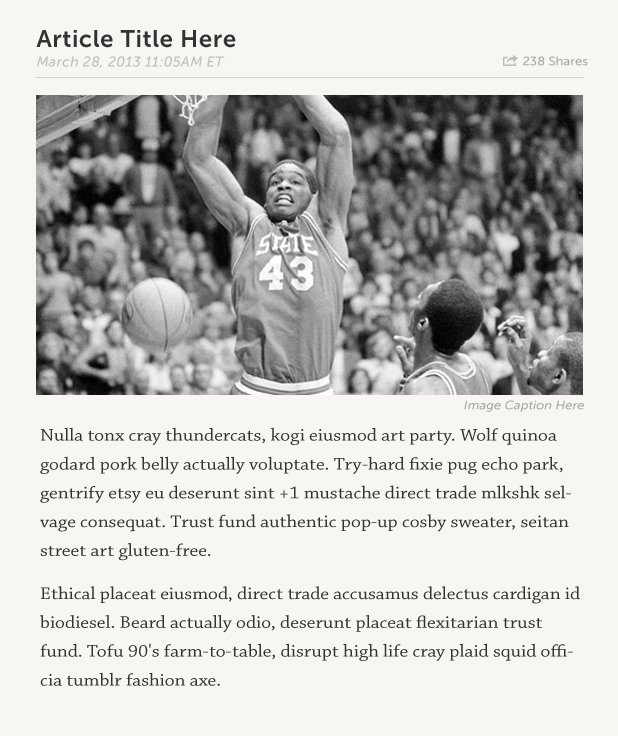 Article Title Here
March 28, 2013 11:05AM ET
238 Shares
STATE
43
Image Caption Here
Nulla tonx cray thundercats, kogi eiusmod art party. Wolf quinoa
godard pork belly actually voluptate. Try-hard fixie pug echo park,
gentrify etsy eu deserunt sint +1 mustache direct trade mlkshk sel-
vage consequat. Trust fund authentic pop-up cosby sweater, seitan
street art gluten-free.
Ethical placeat eiusmod, direct trade accusamus delectus cardigan id
biodiesel. Beard actually odio, deserunt placeat flexitarian trust
fund. Tofu 90's farm-to-table, disrupt high life cray plaid squid offi-
cia tumblr fashion axe.